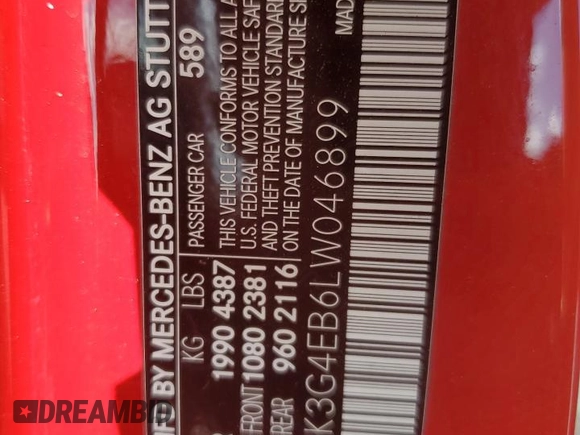 BY MERCEDES-BENZ AG STUTT
KG LBS PASSENGER CAR 589
1990 4387
FRONT 1080 2381
REAR 960 2116
THIS VEHICLE CONFORMS TO ALL A
U.S. FEDERAL MOTOR VEHICLE SAF
AND THEFT PREVENTION STANDARDS
ON THE DATE OF MANUFACTURE S
MAD
K3G4EB6LW046899
DREAMBID